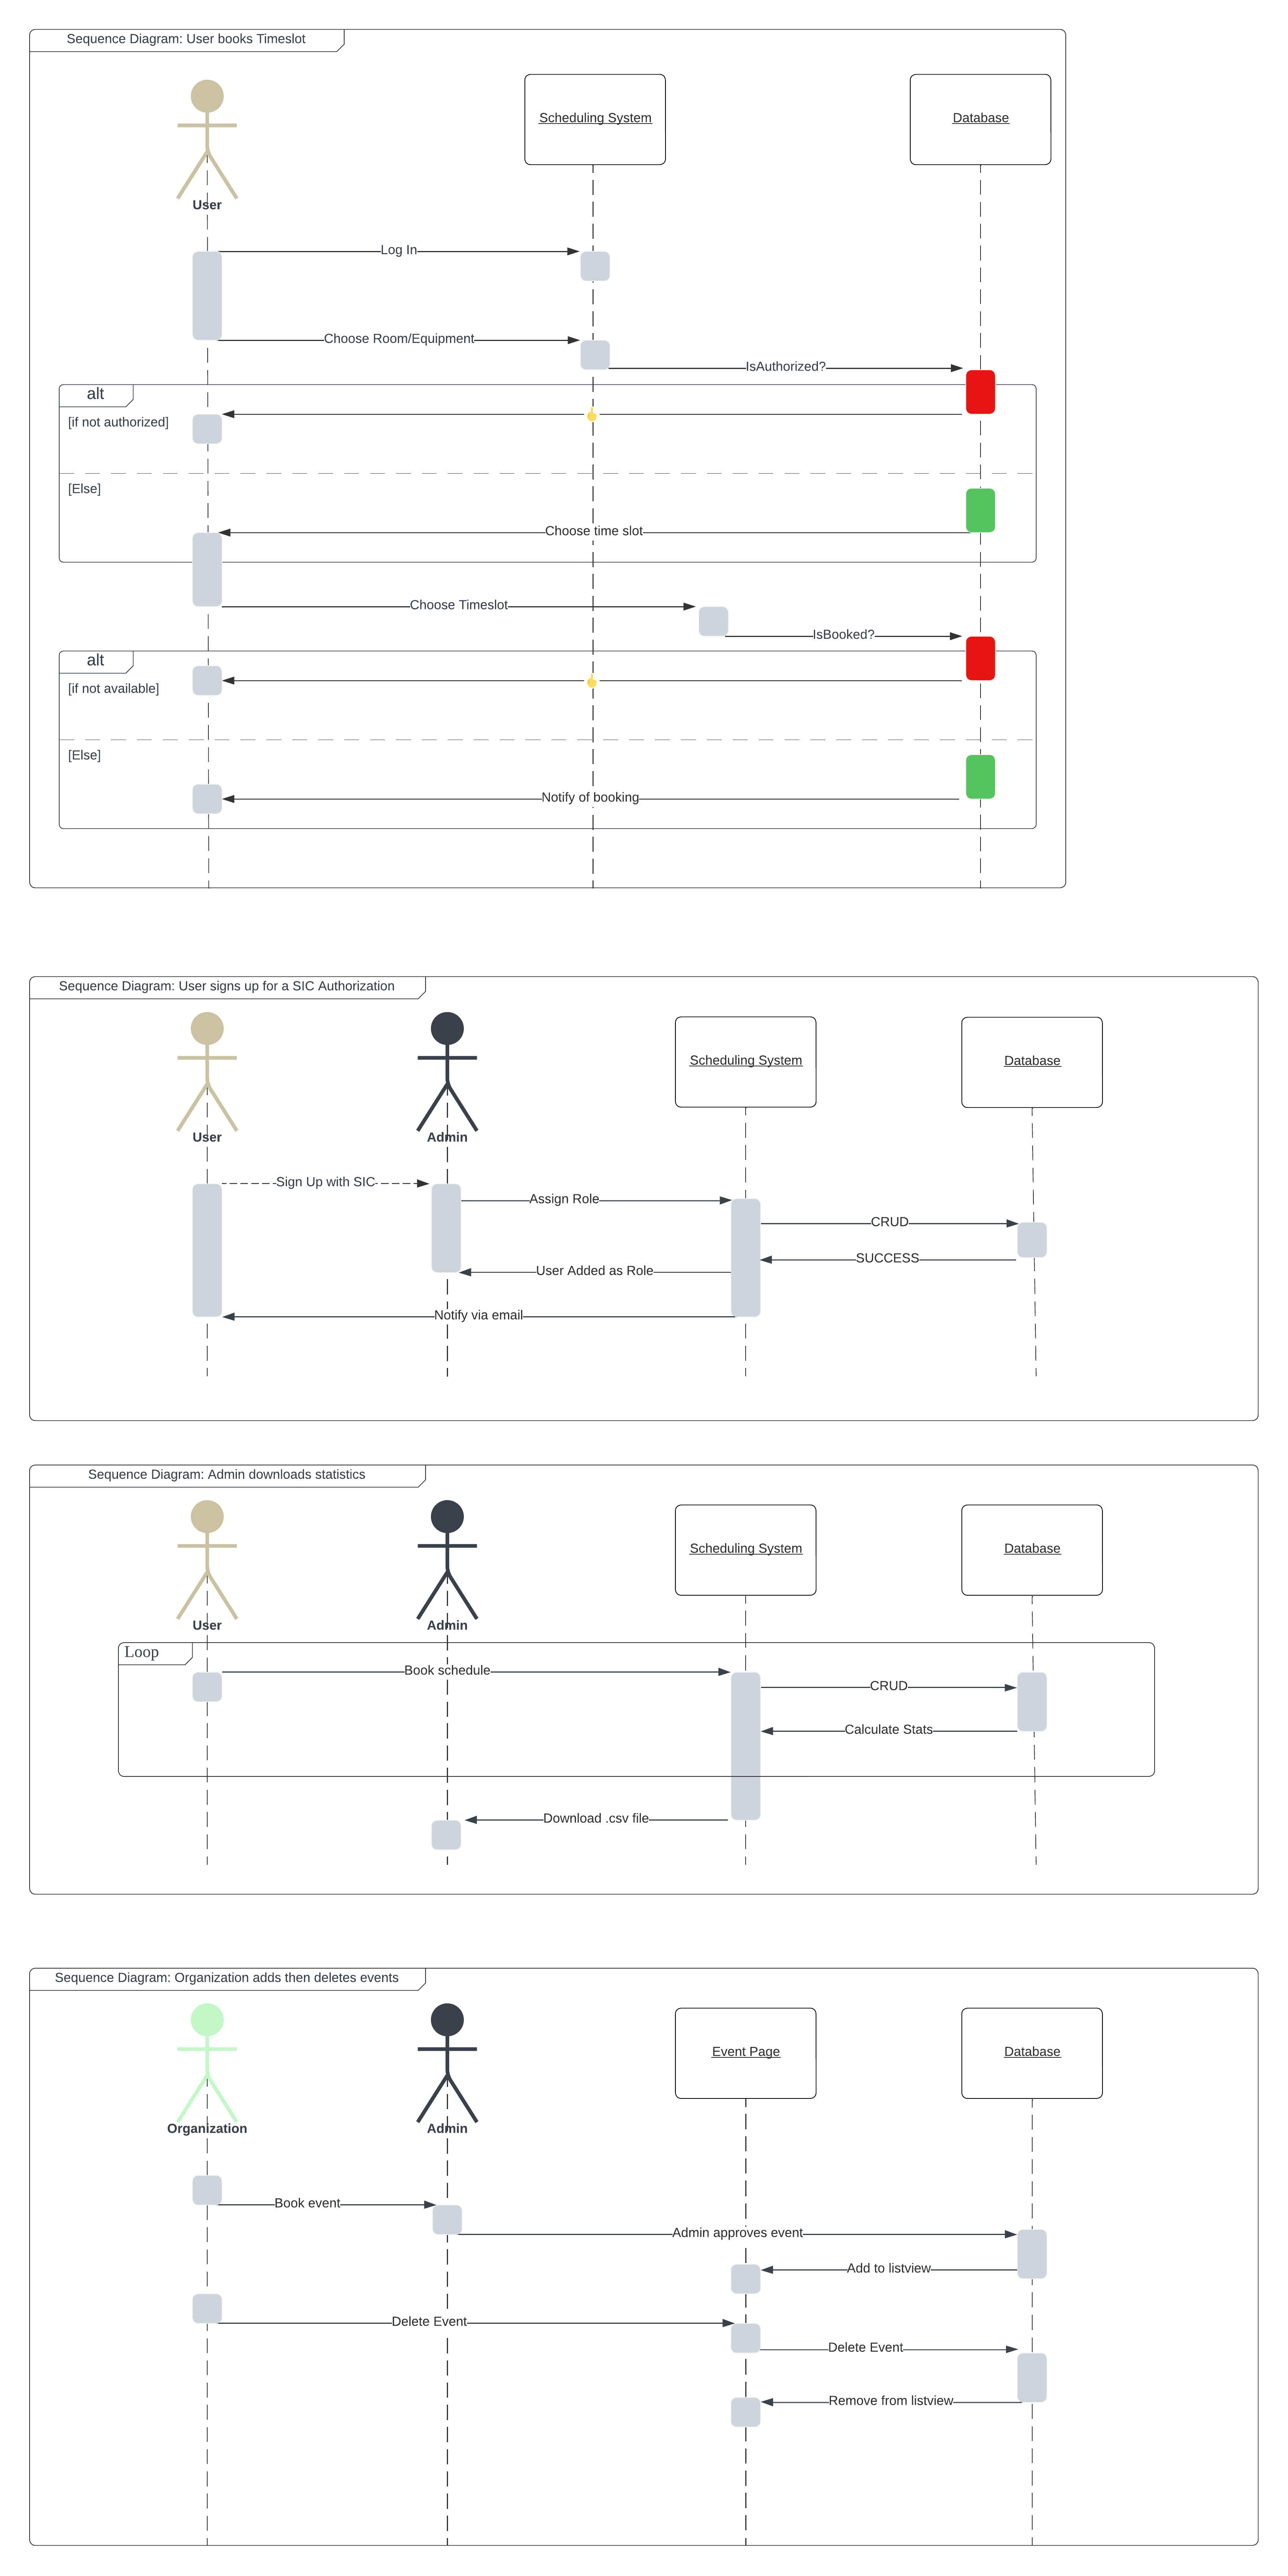 Sequence Diagram: User books Timeslot
Scheduling System
Database
User
Log In
Choose Room/Equipment
IsAuthorized?
alt
[if not authorized]
[Else]
Choose time slot
Choose Timeslot
IsBooked?
alt
[if not available]
[Else]
Notify of booking
Sequence Diagram: User signs up for a SIC Authorization
Scheduling System
Database
User
Admin
Sign Up with SIC
Assign Role
CRUD
SUCCESS
User Added as Role
Notify via email
Sequence Diagram: Admin downloads statistics
Scheduling System
Database
User
Admin
Loop
Book schedule
CRUD
Calculate Stats
Download .csv file
Sequence Diagram: Organization adds then deletes events
Event Page
Database
Organization
Admin
Book event
Admin approves event
Add to listview
Delete Event
Delete Event
Remove from listview